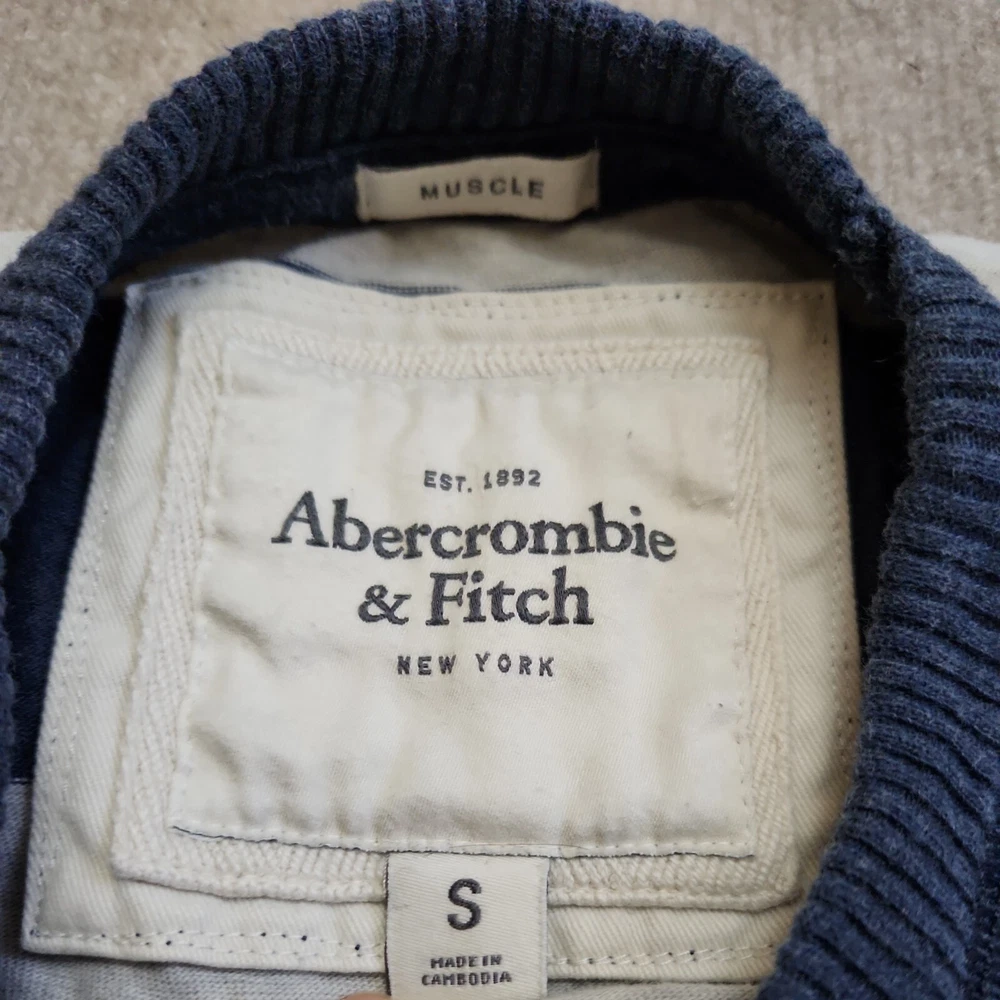 MUSCLE
EST. 1892
Abercrombie
& Fitch
NEW YORK
S
MADE IN
CAMBODIA